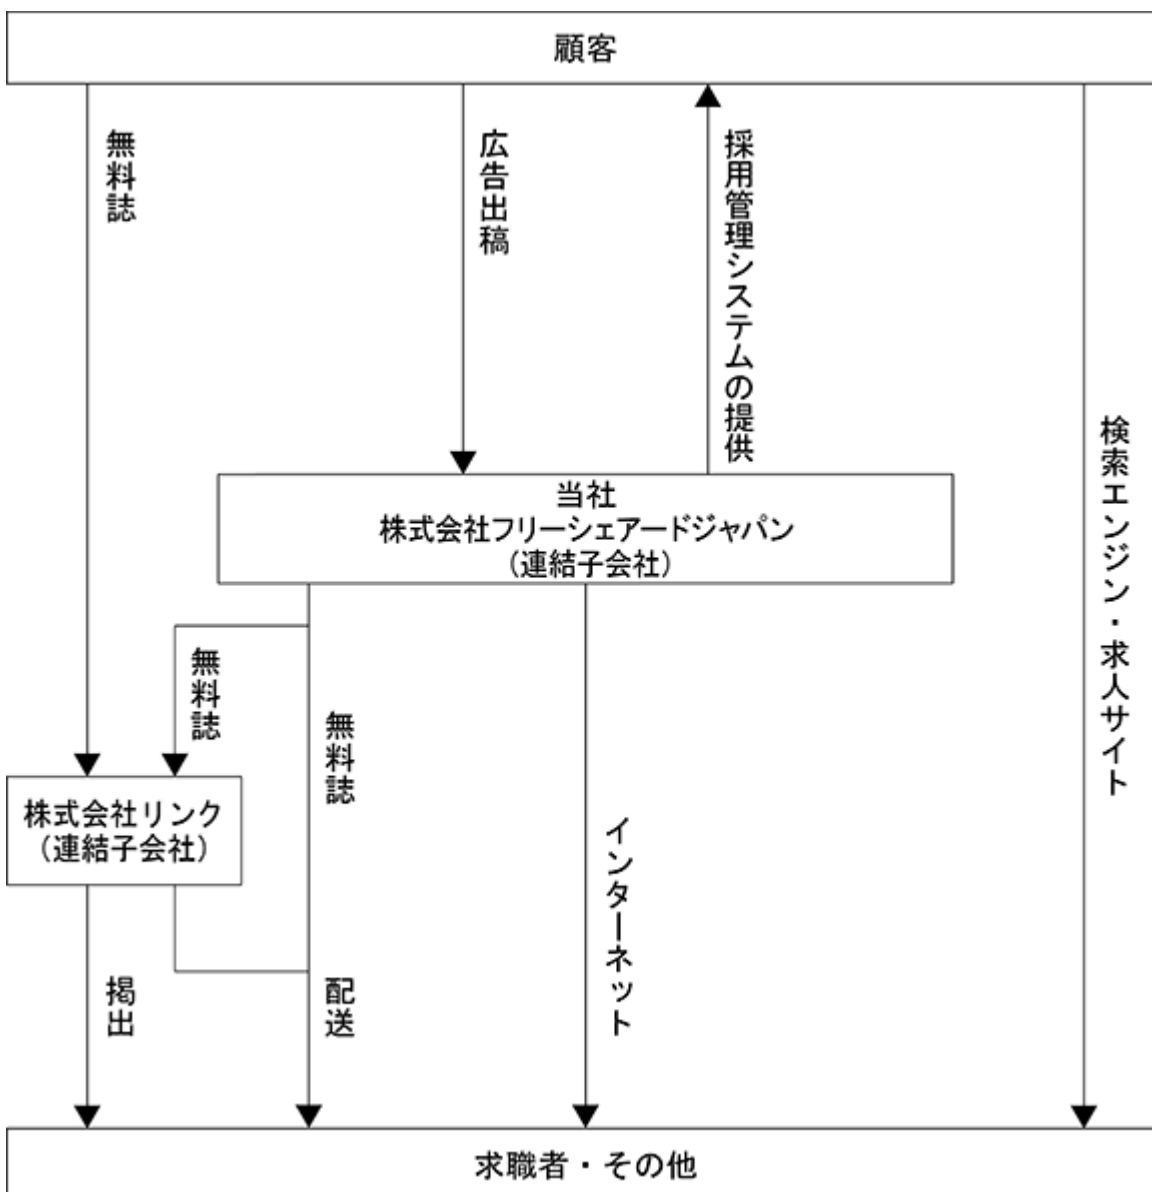 顧客
無料誌
広告出稿
採用管理システムの提供
検索エンジン・求人サイト
当社
株式会社フリーシェアードジャパン
(連結子会社)
無料誌
無料誌
株式会社リンク
(連結子会社)
インターネット
掲出
配送
求職者・その他